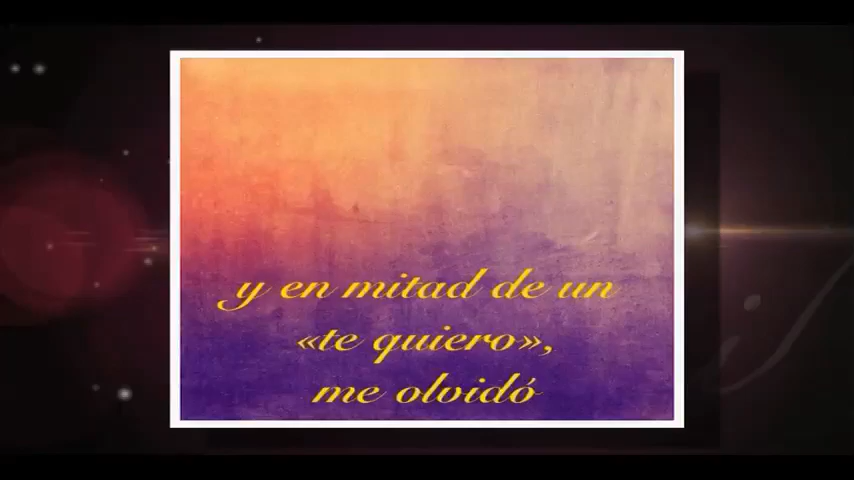 y en mitad de un
«te quiero»,
me olvidó